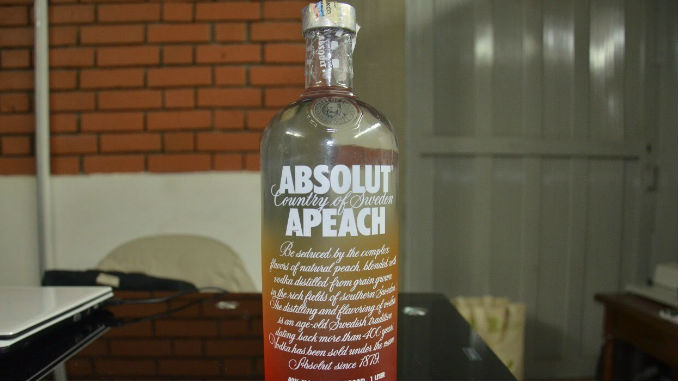 ABSOLUT
Country of Sweden
APEACH
Be seduced by the complex
flavors of natural peach, blended with
vodka distilled from grain grown
in the rich fields of southern Sweden.
The distilling and flavoring of vodka
is an age-old Swedish tradition
dating back more than 400 years.
Vodka has been sold under the name
Absolut since 1879.
1 LITER